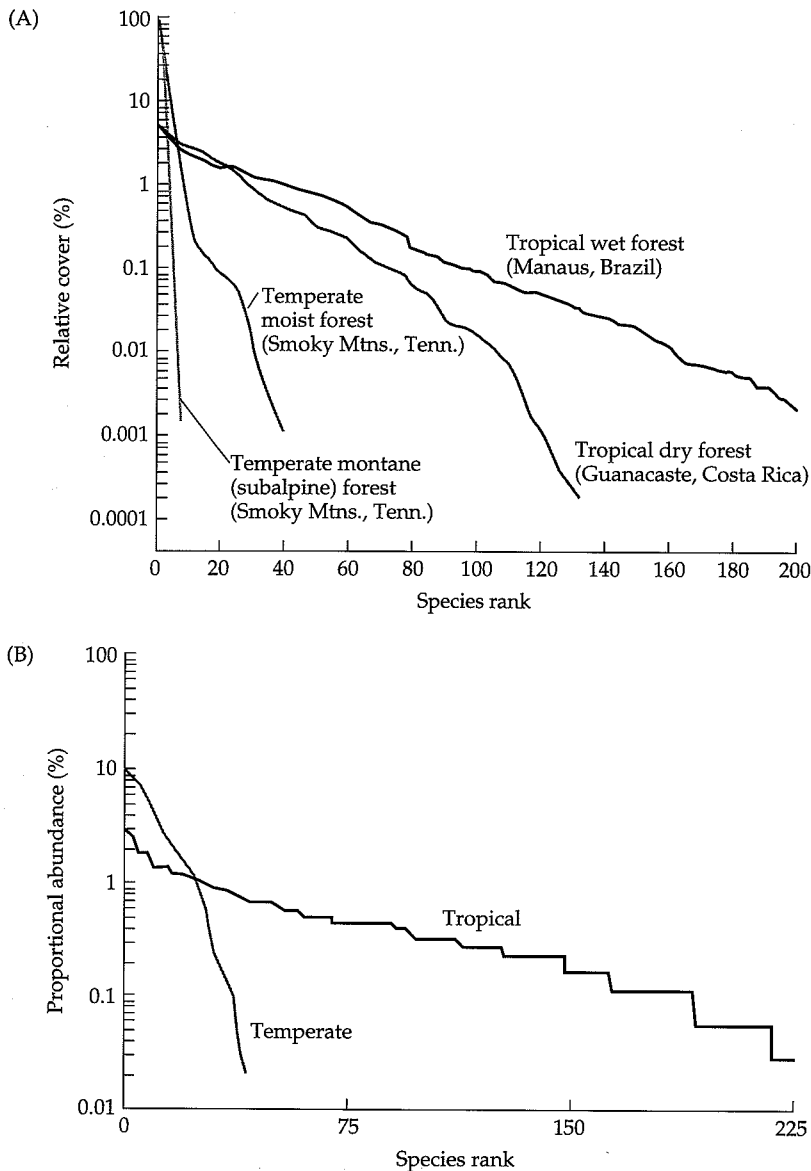 (A)
100
10
1
0.1
0.01
0.001
0.0001
Relative cover (%)
Tropical wet forest
(Manaus, Brazil)
Temperate
moist forest
(Smoky Mtns., Tenn.)
Temperate montane
(subalpine) forest
(Smoky Mtns., Tenn.)
Tropical dry forest
(Guanacaste, Costa Rica)
0 20 40 60 80 100 120 140 160 180 200
Species rank
(B)
100
10
1
0.1
0.01
Proportional abundance (%)
Tropical
Temperate
0 75 150 225
Species rank